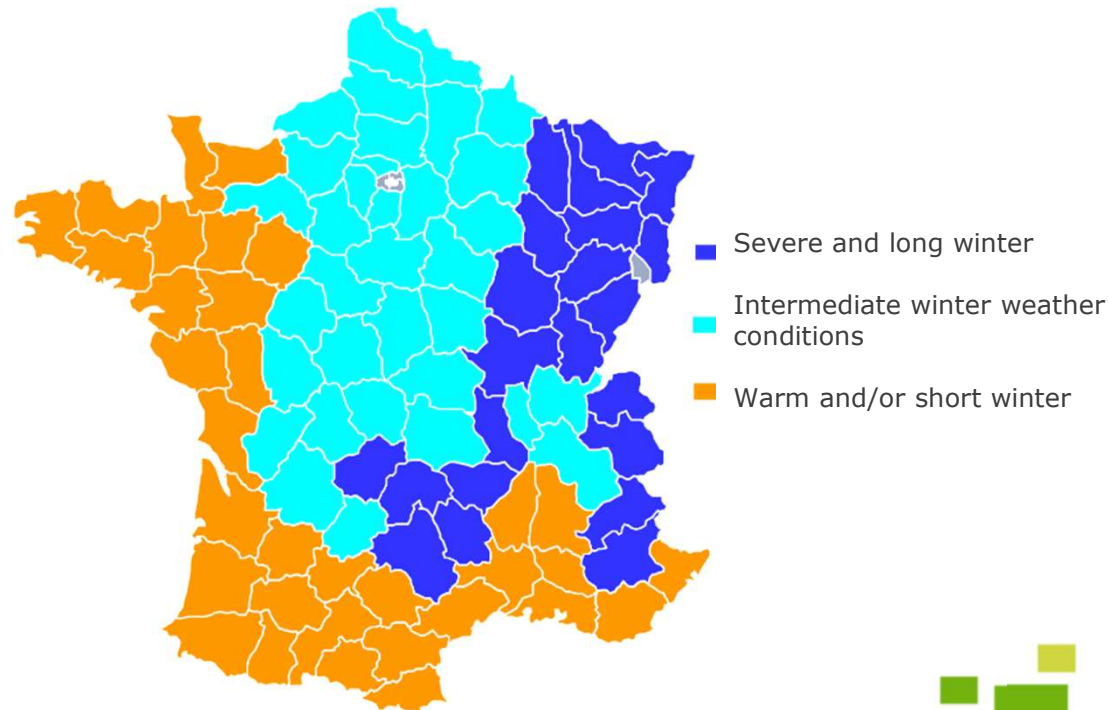 Severe and long winter
Intermediate winter weather
conditions
Warm and/or short winter